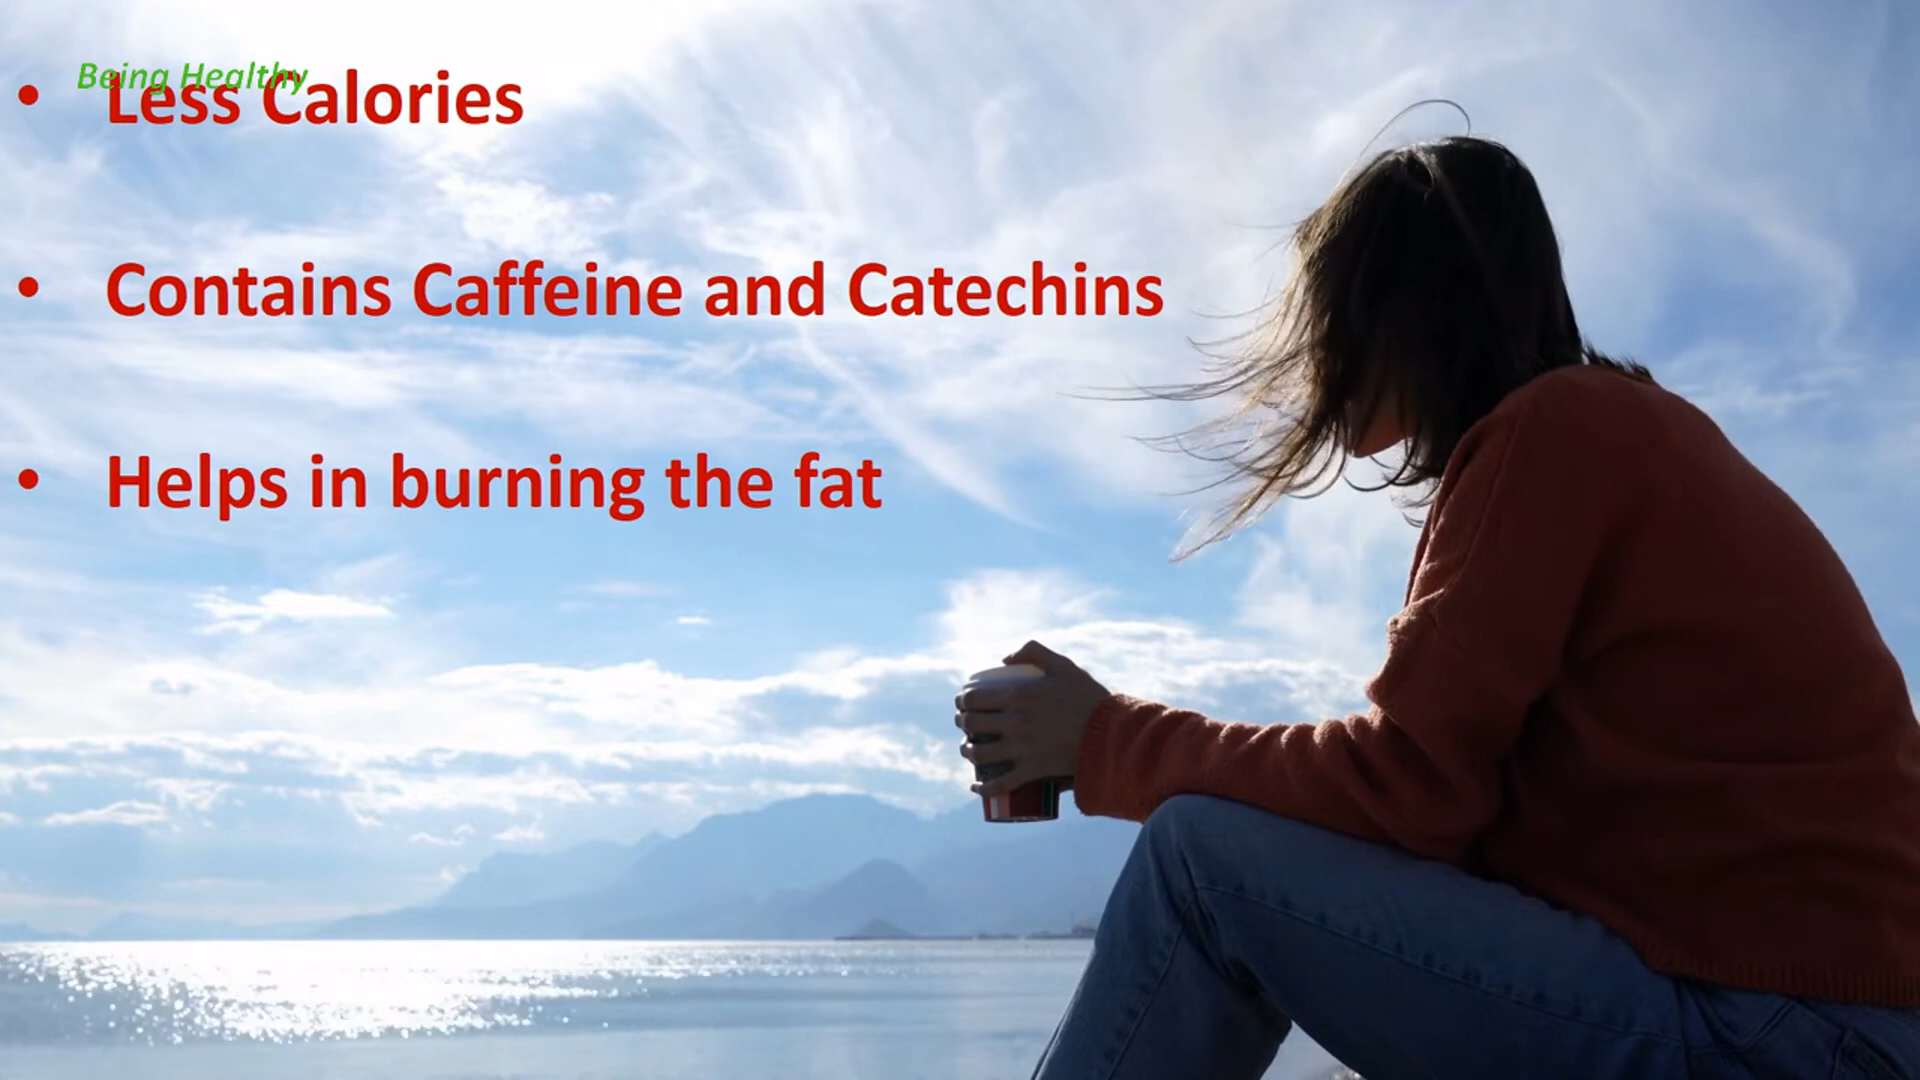 Being Healthy
• Less Calories
• Contains Caffeine and Catechins
• Helps in burning the fat